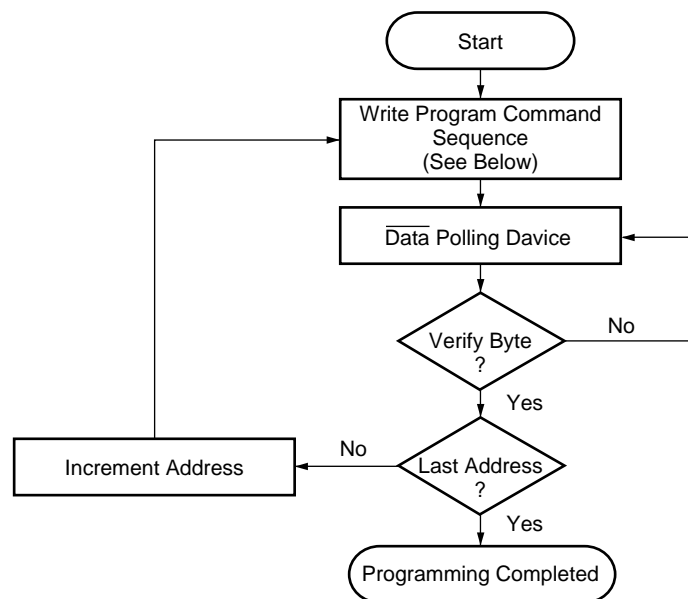 Start
Write Program Command
Sequence
(See Below)
Data Polling Davice
Verify Byte
?
No
Yes
Increment Address
No
Last Address
?
Yes
Programming Completed